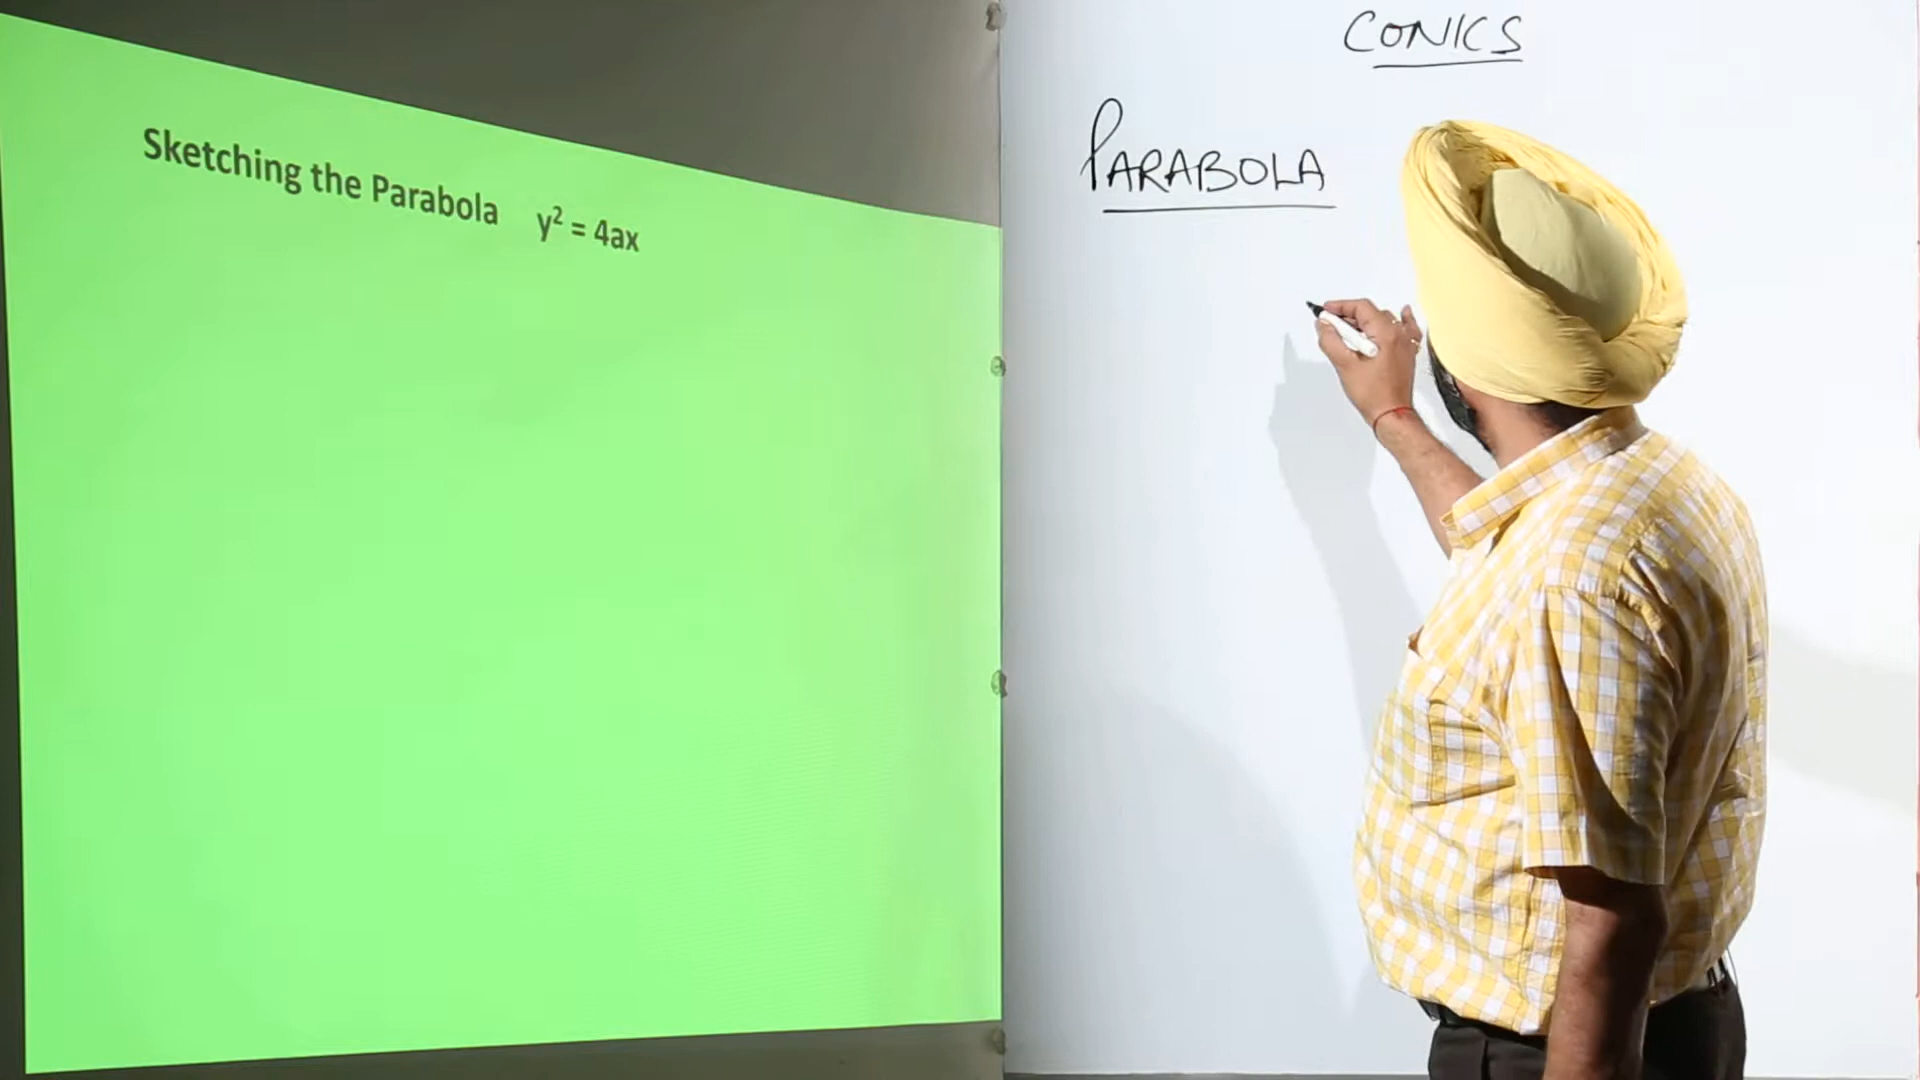 Sketching the Parabola y² = 4ax
CONICS
PARABOLA